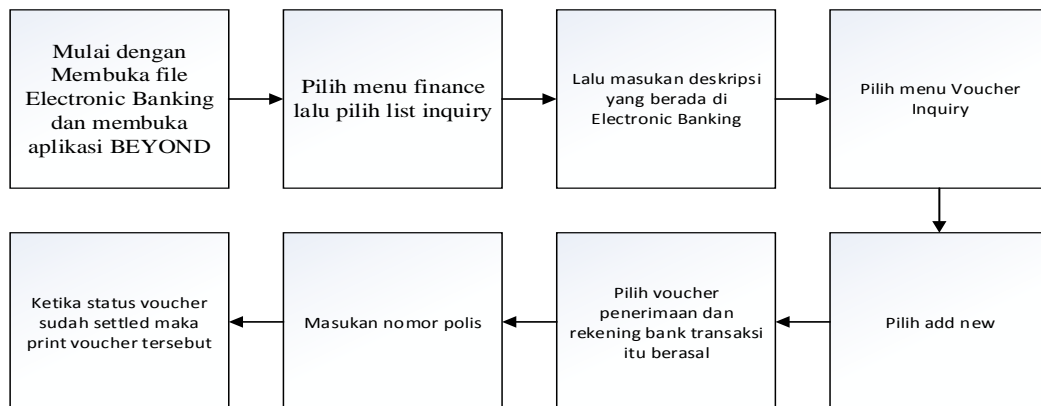 Mulai dengan
Membuka file
Electronic Banking
dan membuka
aplikasi BEYOND
Pilih menu finance
lalu pilih list inquiry
Lalu masukan deskripsi
yang berada di
Electronic Banking
Pilih menu Voucher
Inquiry
Pilih add new
Pilih voucher
penerimaan dan
rekening bank transaksi
itu berasal
Masukan nomor polis
Ketika status voucher
sudah settled maka
print voucher tersebut